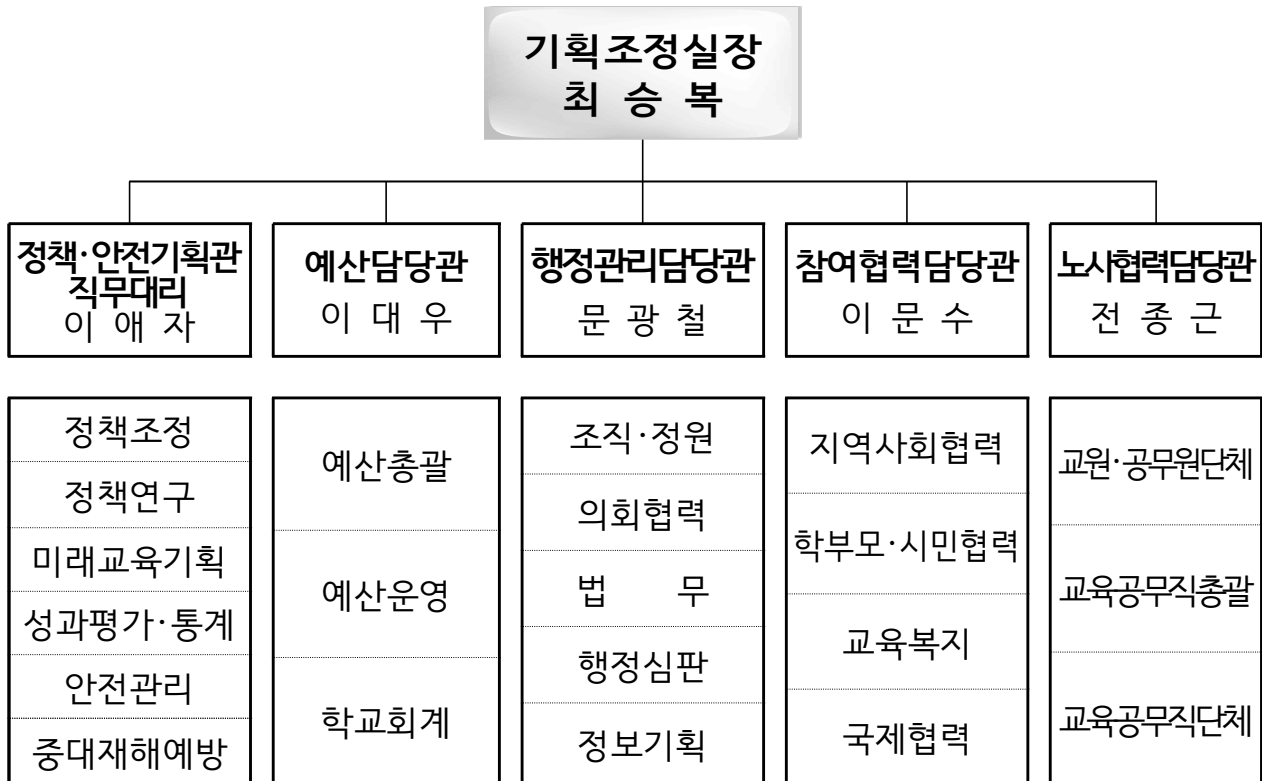 기획조정실장
최 승 복
정책·안전기획관
직무대리
이 애 자
예산담당관
이 대 우
행정관리담당관
문 광 철
참여협력담당관
이 문 수
노사협력담당관
전 종 근
정책조정
정책연구
미래교육기획
성과평가·통계
안전관리
중대재해예방
예산총괄
예산운영
학교회계
조직·정원
의회협력
법 무
행정심판
정보기획
지역사회협력
학부모·시민협력
교육복지
국제협력
교원·공무원단체
교육공무직총괄
교육공무직단체